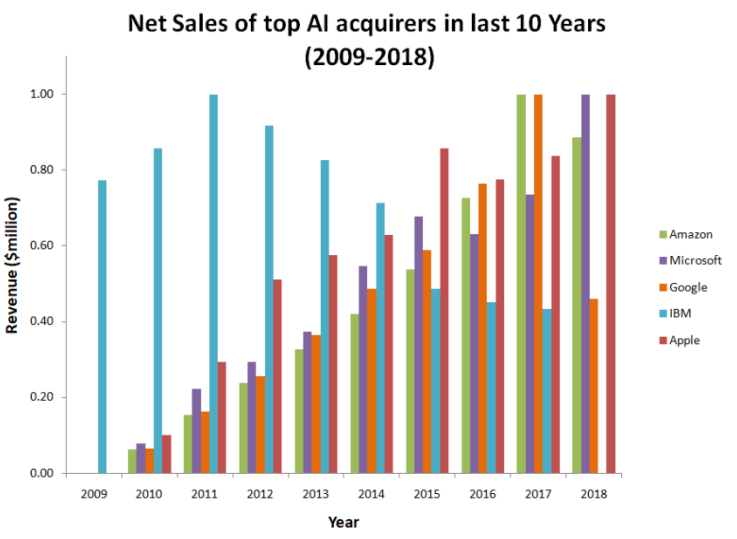 Net Sales of top AI acquirers in last 10 Years
(2009-2018)
1.00
0.80
0.60
0.40
0.20
0.00
Revenue ($million)
2009 2010 2011 2012 2013 2014 2015 2016 2017 2018
Year
Amazon
Microsoft
Google
IBM
Apple